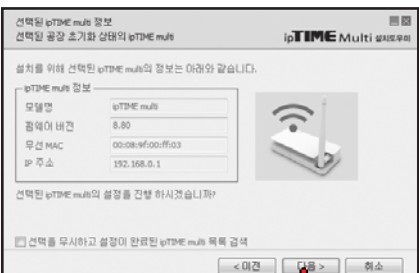 선택된 ipTIME multi 정보
선택된 공장 초기화 상태의 ipTIME multi
ipTIME Multi 설치도우미
설치를 위해 선택된 ipTIME multi의 정보는 아래와 같습니다.
ipTIME multi 정보
모델명 ipTIME multi
펌웨어 버전 8.80
무선 MAC 00:08:9f:00:ff:03
IP 주소 192.168.0.1
선택된 ipTIME multi의 설정을 진행 하시겠습니까?
선택을 무시하고 설정이 완료된 ipTIME multi 목록 검색
< 이전 다음 > 취소